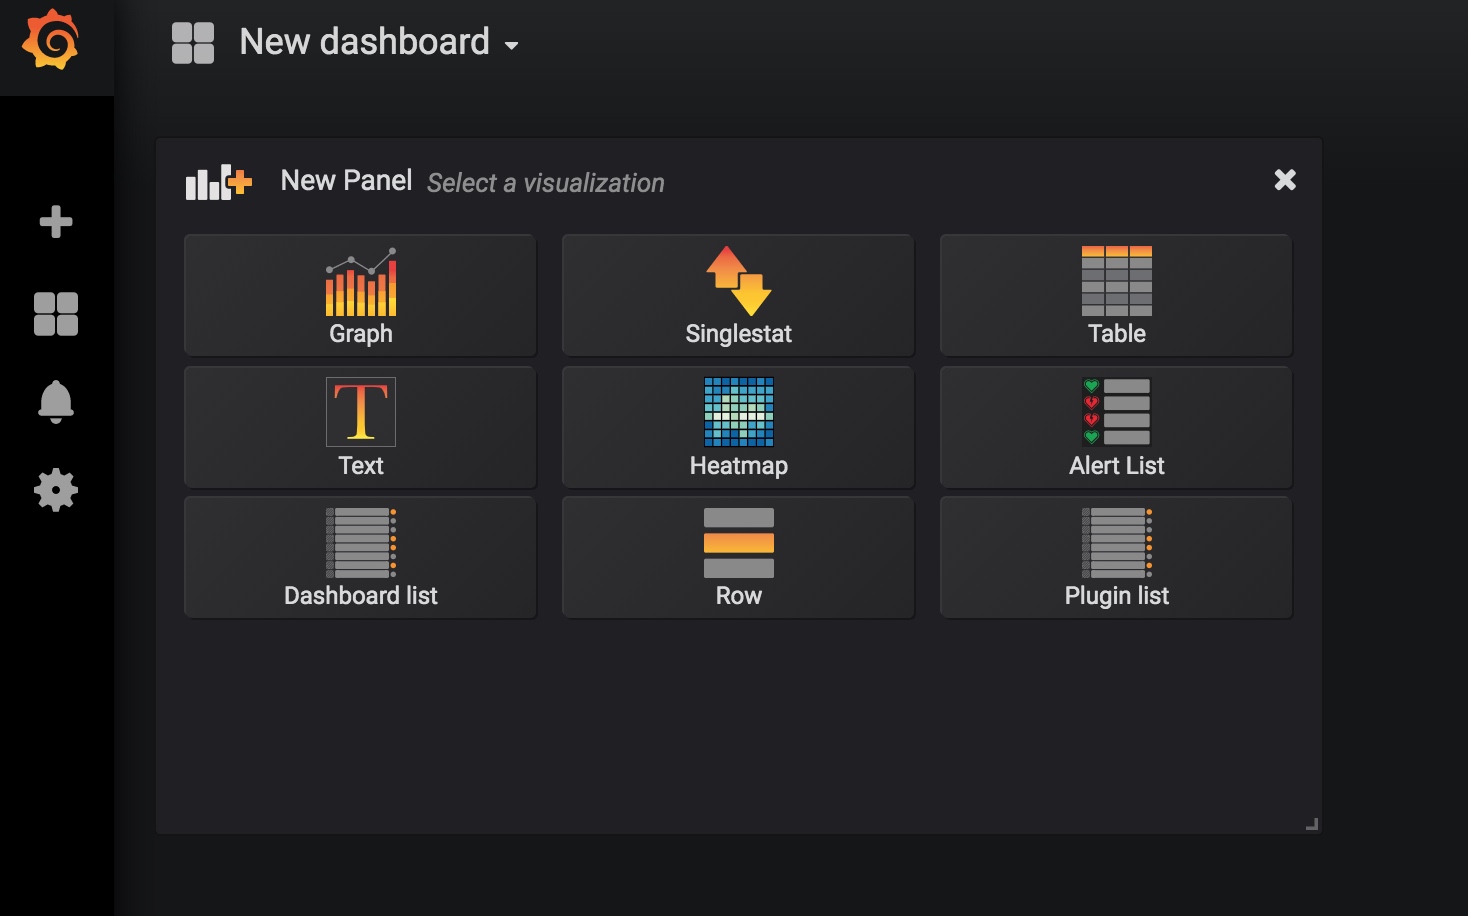 New dashboard
New Panel Select a visualization
Graph
Singlestat
Table
Text
Heatmap
Alert List
Dashboard list
Row
Plugin list